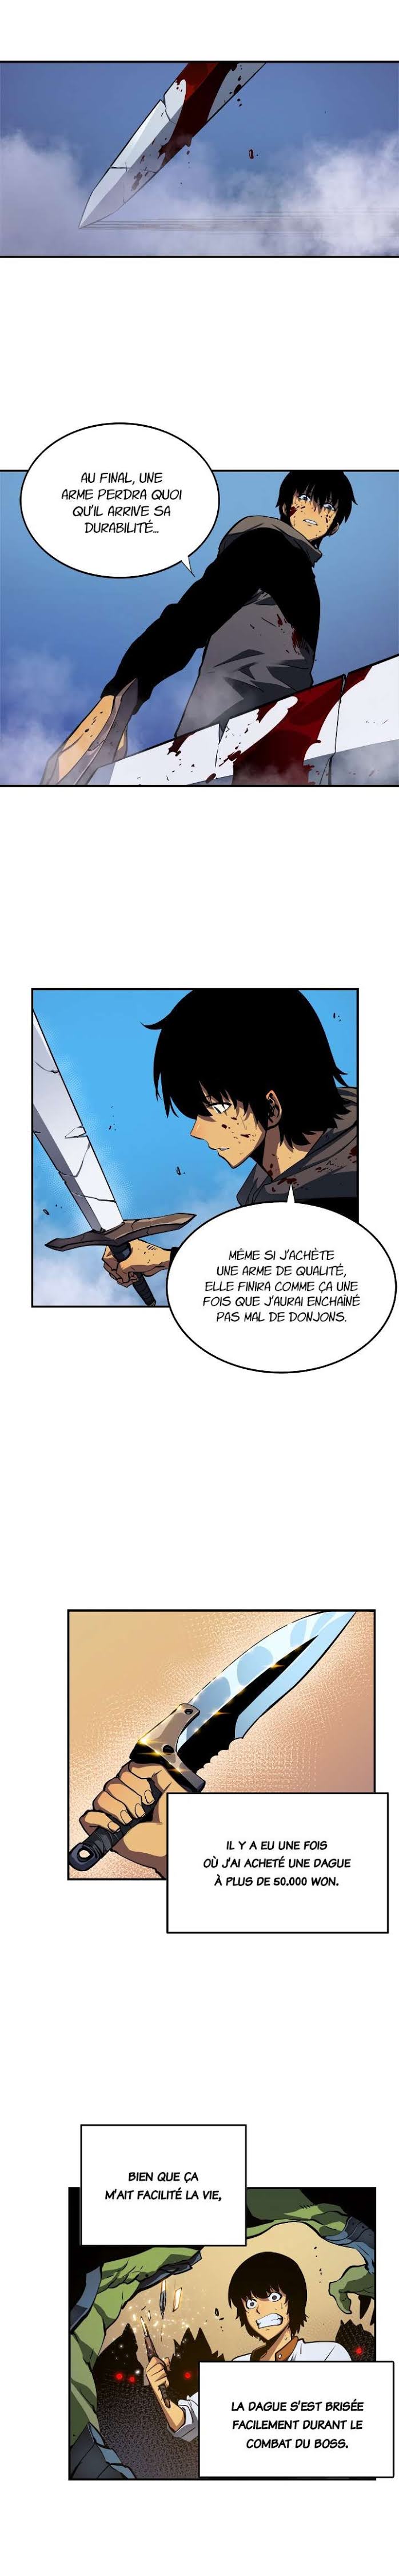 AU FINAL, UNE
ARME PERDRA QUOI
QU'IL ARRIVE SA
DURABILITÉ...
MÊME SI J'ACHÈTE
UNE ARME DE QUALITÉ,
ELLE FINIRA COMME ÇA UNE
FOIS QUE J'AURAI ENCHAÎNÉ
PAS MAL DE DONJONS.
IL Y A EU UNE FOIS
OÙ J'AI ACHETÉ UNE DAGUE
À PLUS DE 50.000 WON.
BIEN QUE ÇA
M'AIT FACILITÉ LA VIE,
LA DAGUE S'EST BRISÉE
FACILEMENT DURANT LE
COMBAT DU BOSS.